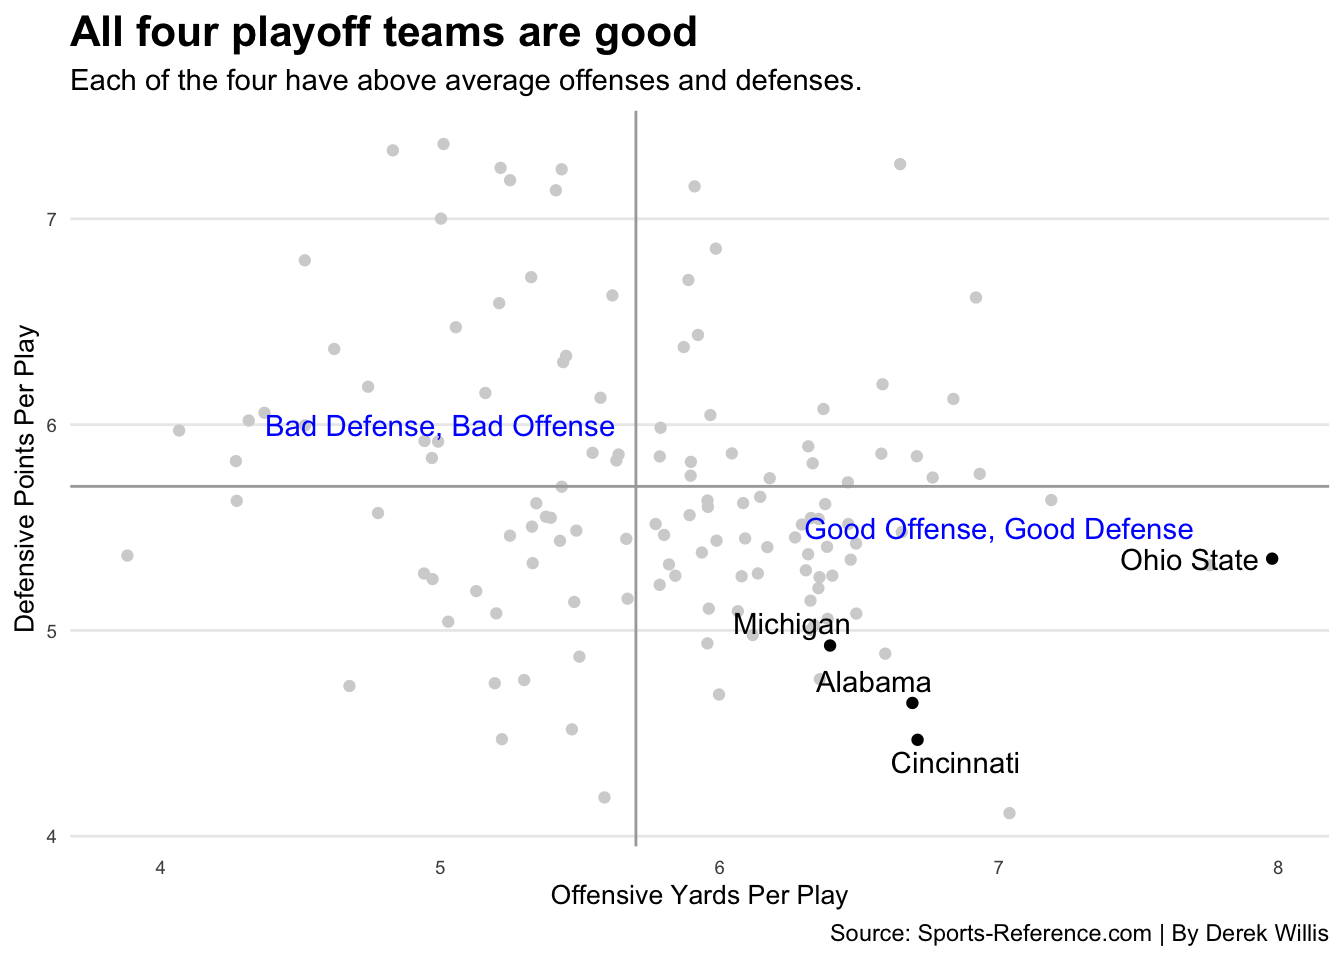 All four playoff teams are good
Each of the four have above average offenses and defenses.
Defensive Points Per Play
7
6
5
4
Bad Defense, Bad Offense
Good Offense, Good Defense
Ohio State
Michigan
Alabama
Cincinnati
4 5 6 7 8
Offensive Yards Per Play
Source: Sports-Reference.com | By Derek Willis